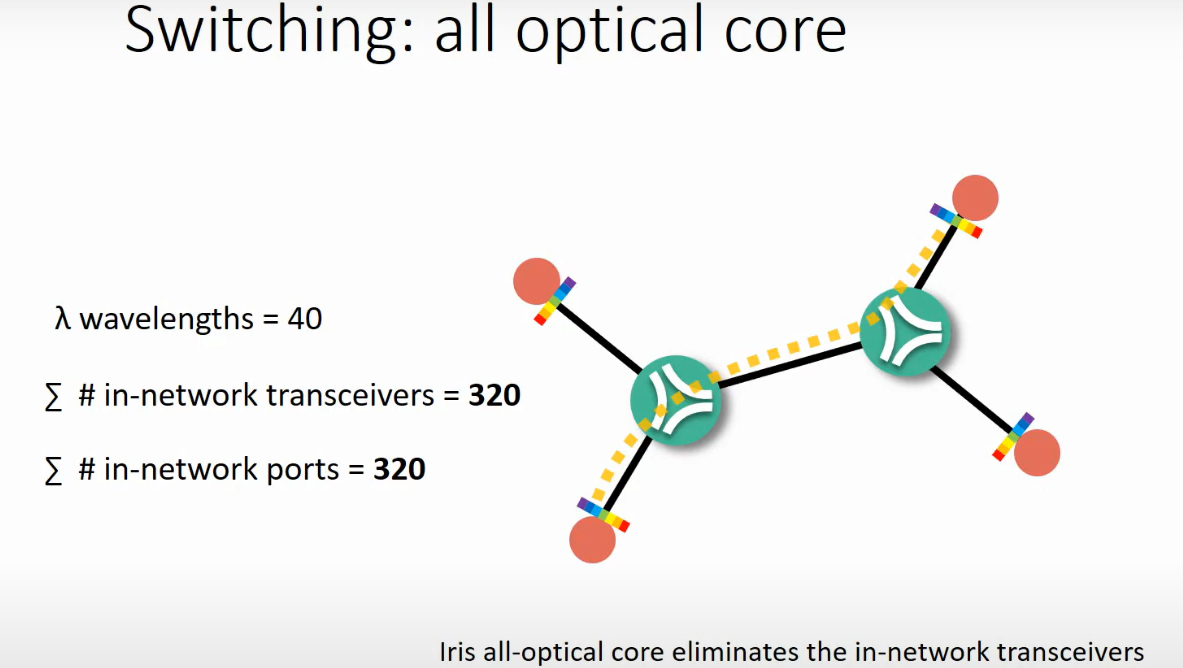 Switching: all optical core
λ wavelengths = 40
∑ # in-network transceivers = 320
∑ # in-network ports = 320
Iris all-optical core eliminates the in-network transceivers